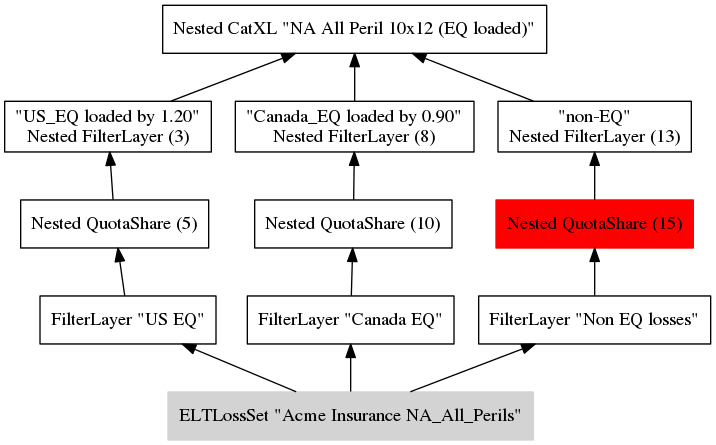 Nested CatXL "NA All Peril 10x12 (EQ loaded)"
"US_EQ loaded by 1.20"
Nested FilterLayer (3)
"Canada_EQ loaded by 0.90"
Nested FilterLayer (8)
"non-EQ"
Nested FilterLayer (13)
Nested QuotaShare (5)
Nested QuotaShare (10)
Nested QuotaShare (15)
FilterLayer "US EQ"
FilterLayer "Canada EQ"
FilterLayer "Non EQ losses"
ELTLossSet "Acme Insurance NA_All_Perils"